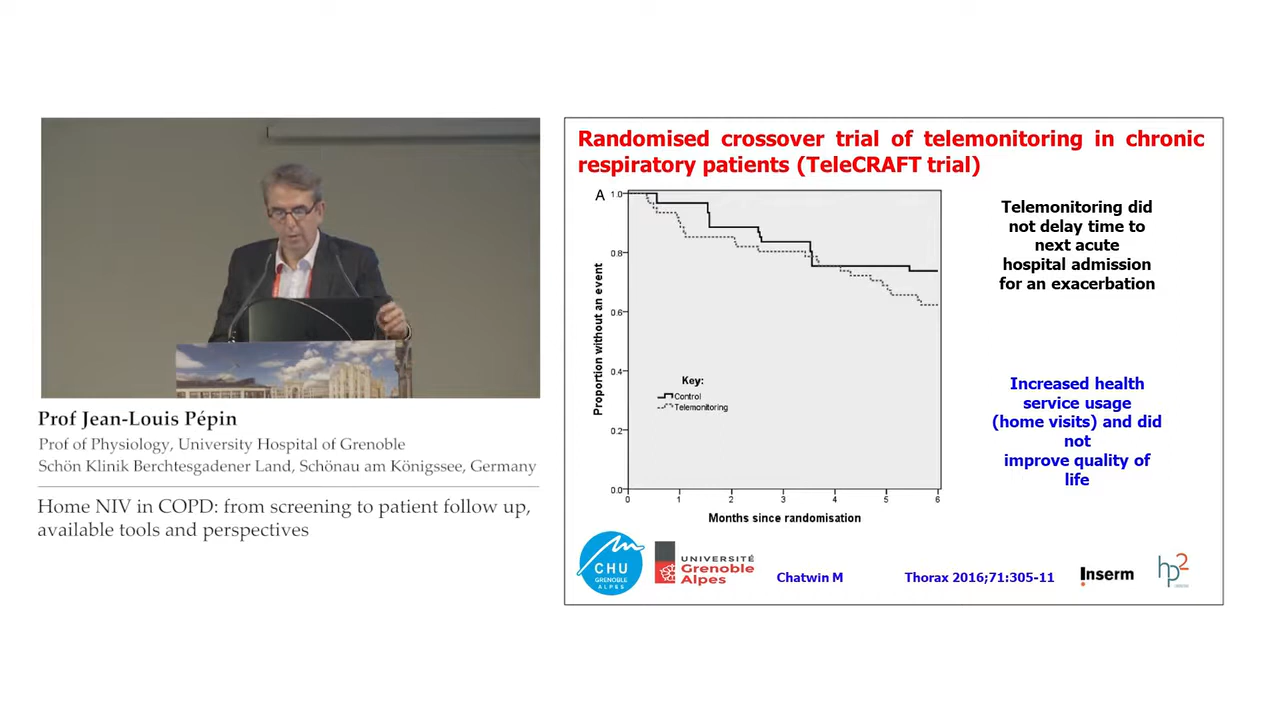 Prof Jean-Louis Pépin
Prof of Physiology, University Hospital of Grenoble
Schön Klinik Berchtesgadener Land, Schönau am Königssee, Germany
Home NIV in COPD: from screening to patient follow up,
available tools and perspectives
Randomised crossover trial of telemonitoring in chronic
respiratory patients (TeleCRAFT trial)
A
1.0
0.8
0.6
0.4
0.2
0.0
Proportion without an event
Key:
Control
Telemonitoring
0 1 2 3 4 5 6
Months since randomisation
Telemonitoring did
not delay time to
next acute
hospital admission
for an exacerbation
Increased health
service usage
(home visits) and did
not
improve quality of
life
CHU
GRENOBLE
ALPES
UNIVERSITÉ
Grenoble
Alpes
Chatwin M
Thorax 2016;71:305-11
Inserm
hp2